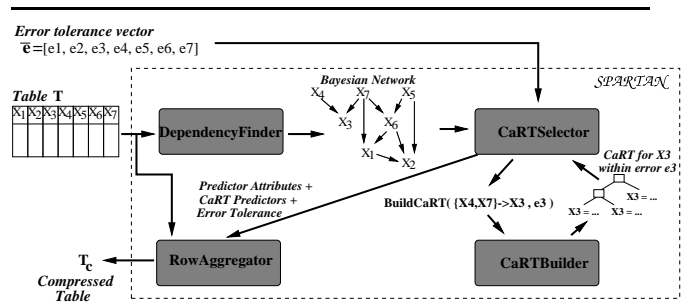 Error tolerance vector
e =[e1, e2, e3, e4, e5, e6, e7]
SPARTAN
Table T
X1 X2 X3 X4 X5 X6 X7
DependencyFinder
Bayesian Network
X4 X7 X5
X3 X6
X1 X2
CaRTSelector
CaRT for X3
within error e3
X3 = ...
X3 = ... X3 = ...
Predictor Attributes +
CaRT Predictors +
Error Tolerance
BuildCaRT( {X4,X7}->X3 , e3 )
Tc
Compressed
Table
RowAggregator
CaRTBuilder